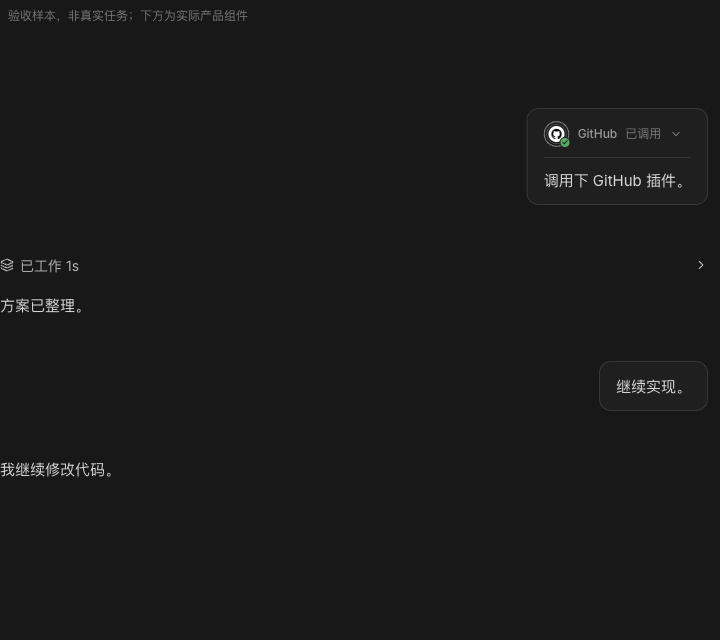 验收样本，非真实任务；下方为实际产品组件
GitHub 已调用
调用下 GitHub 插件。
已工作 1s
方案已整理。
继续实现。
我继续修改代码。